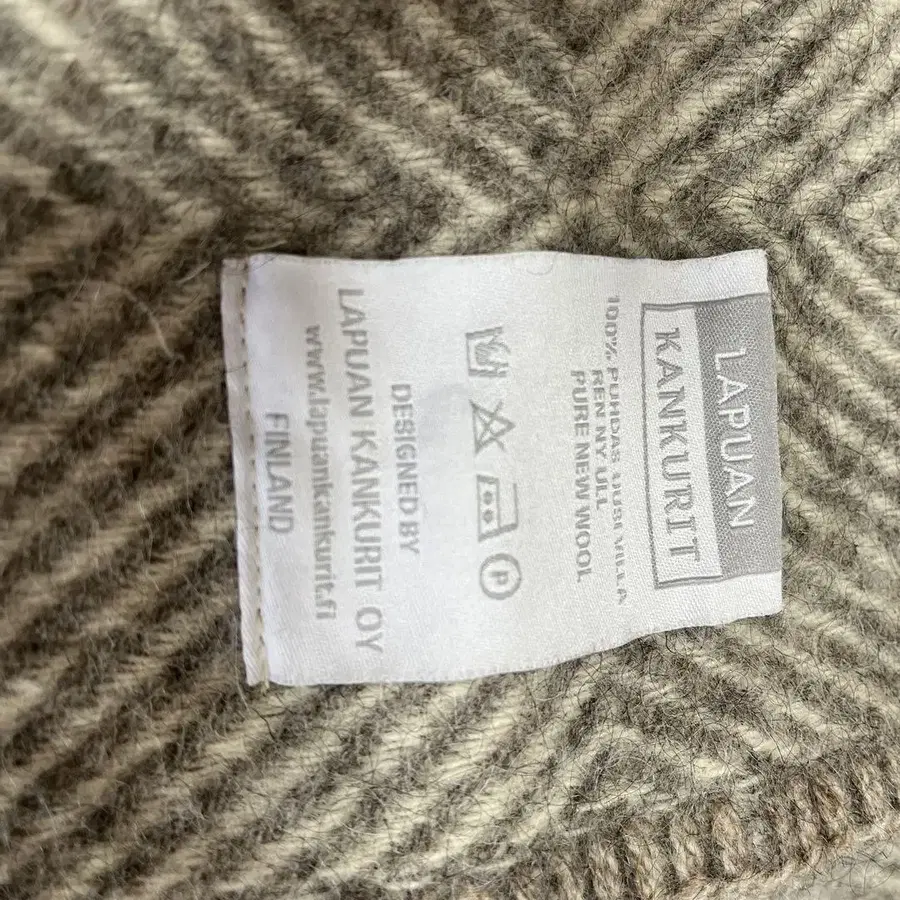 LAPUAN
KANKURIT
100% PUHDAS UUSI VILLA
REN NY ULL
PURE NEW WOOL
P
DESIGNED BY
LAPUAN KANKURIT OY
www.lapuankankurit.fi
FINLAND